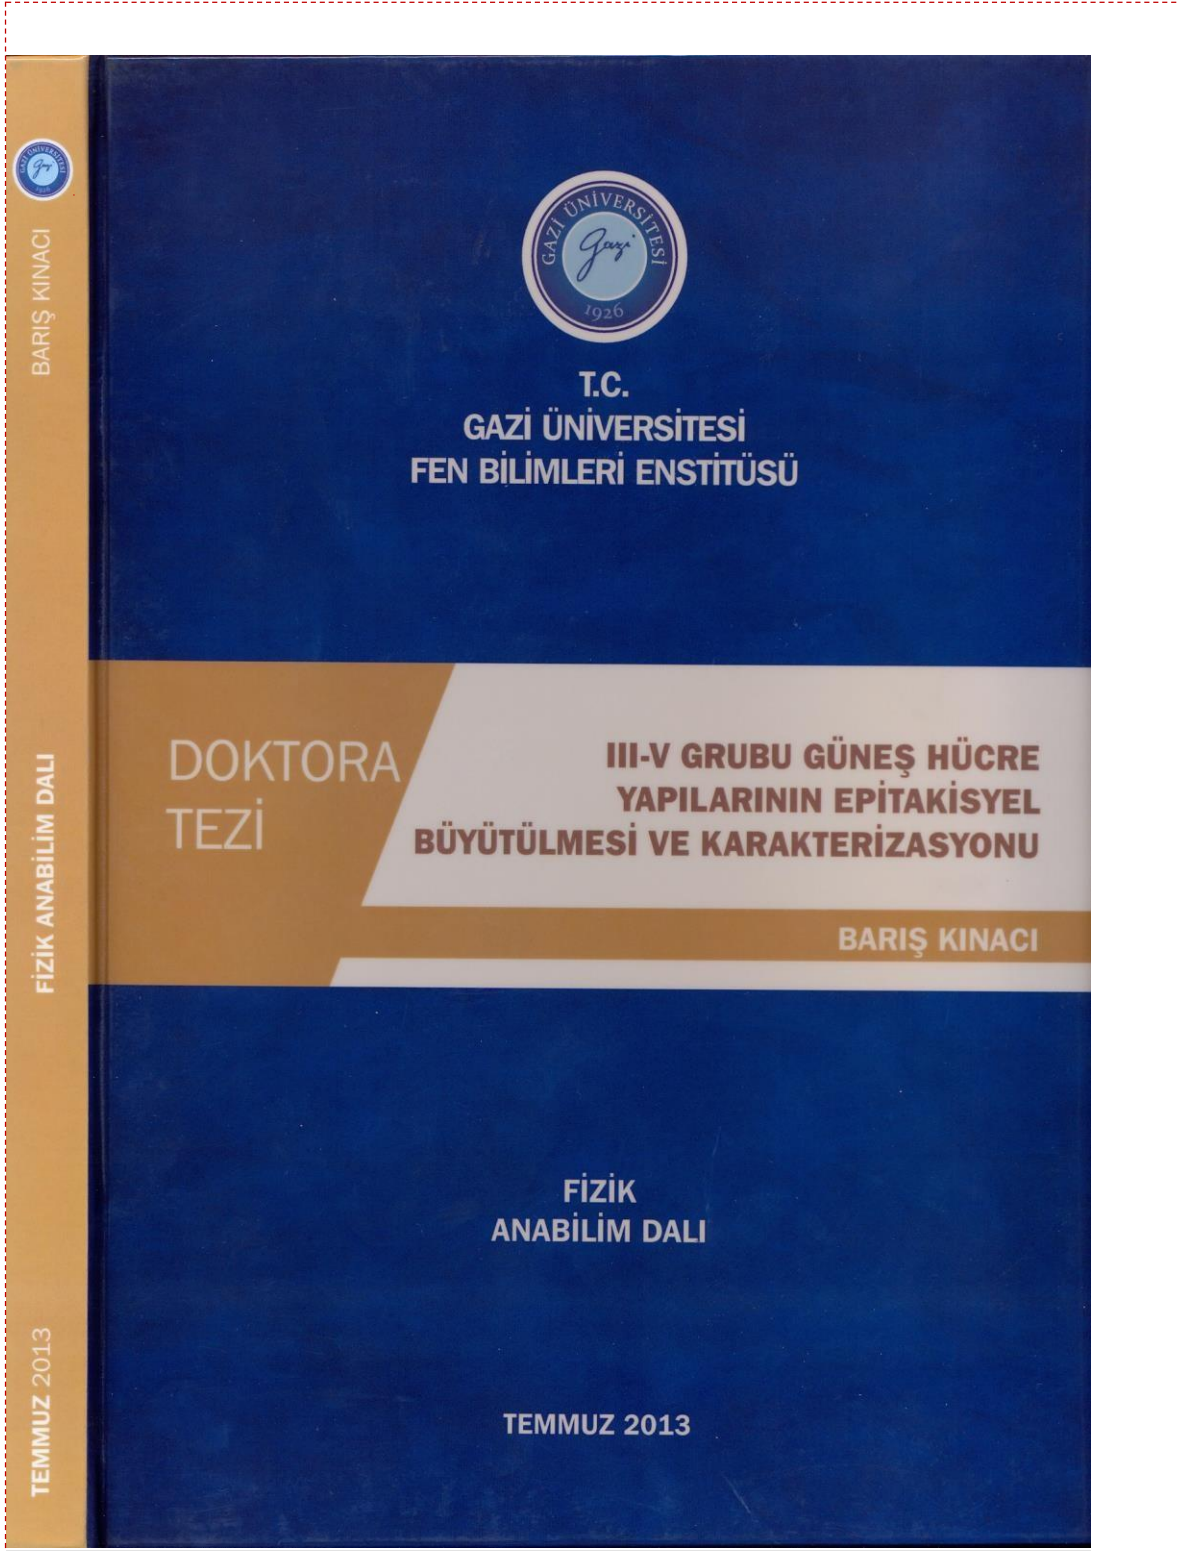 GAZİ ÜNİVERSİTESİ
Gazi
1926
BARIŞ KINACI
FİZİK ANABİLİM DALI
TEMMUZ 2013
GAZİ ÜNİVERSİTESİ
Gazi
1926
T.C.
GAZİ ÜNİVERSİTESİ
FEN BİLİMLERİ ENSTİTÜSÜ
DOKTORA
TEZİ
III-V GRUBU GÜNEŞ HÜCRE
YAPILARININ EPİTAKİSYEL
BÜYÜTÜLMESİ VE KARAKTERİZASYONU
BARIŞ KINACI
FİZİK
ANABİLİM DALI
TEMMUZ 2013